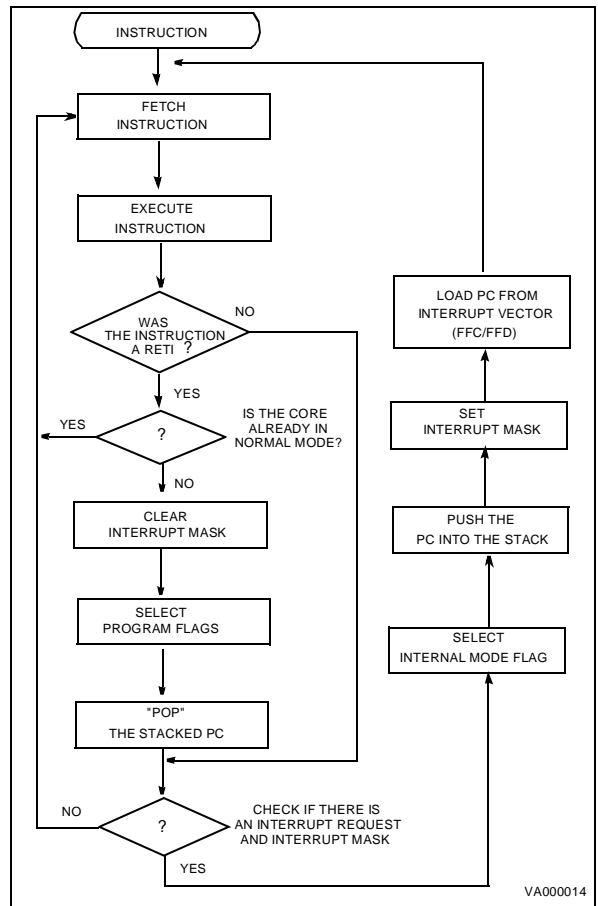 INSTRUCTION
FETCH
INSTRUCTION
EXECUTE
INSTRUCTION
WAS
THE INSTRUCTION
A RETI ?
NO
YES
?
IS THE CORE
ALREADY IN
NORMAL MODE?
YES
NO
CLEAR
INTERRUPT MASK
SELECT
PROGRAM FLAGS
"POP"
THE STACKED PC
?
CHECK IF THERE IS
AN INTERRUPT REQUEST
AND INTERRUPT MASK
NO
YES
SELECT
INTERNAL MODE FLAG
PUSH THE
PC INTO THE STACK
SET
INTERRUPT MASK
LOAD PC FROM
INTERRUPT VECTOR
(FFC/FFD)
VA000014